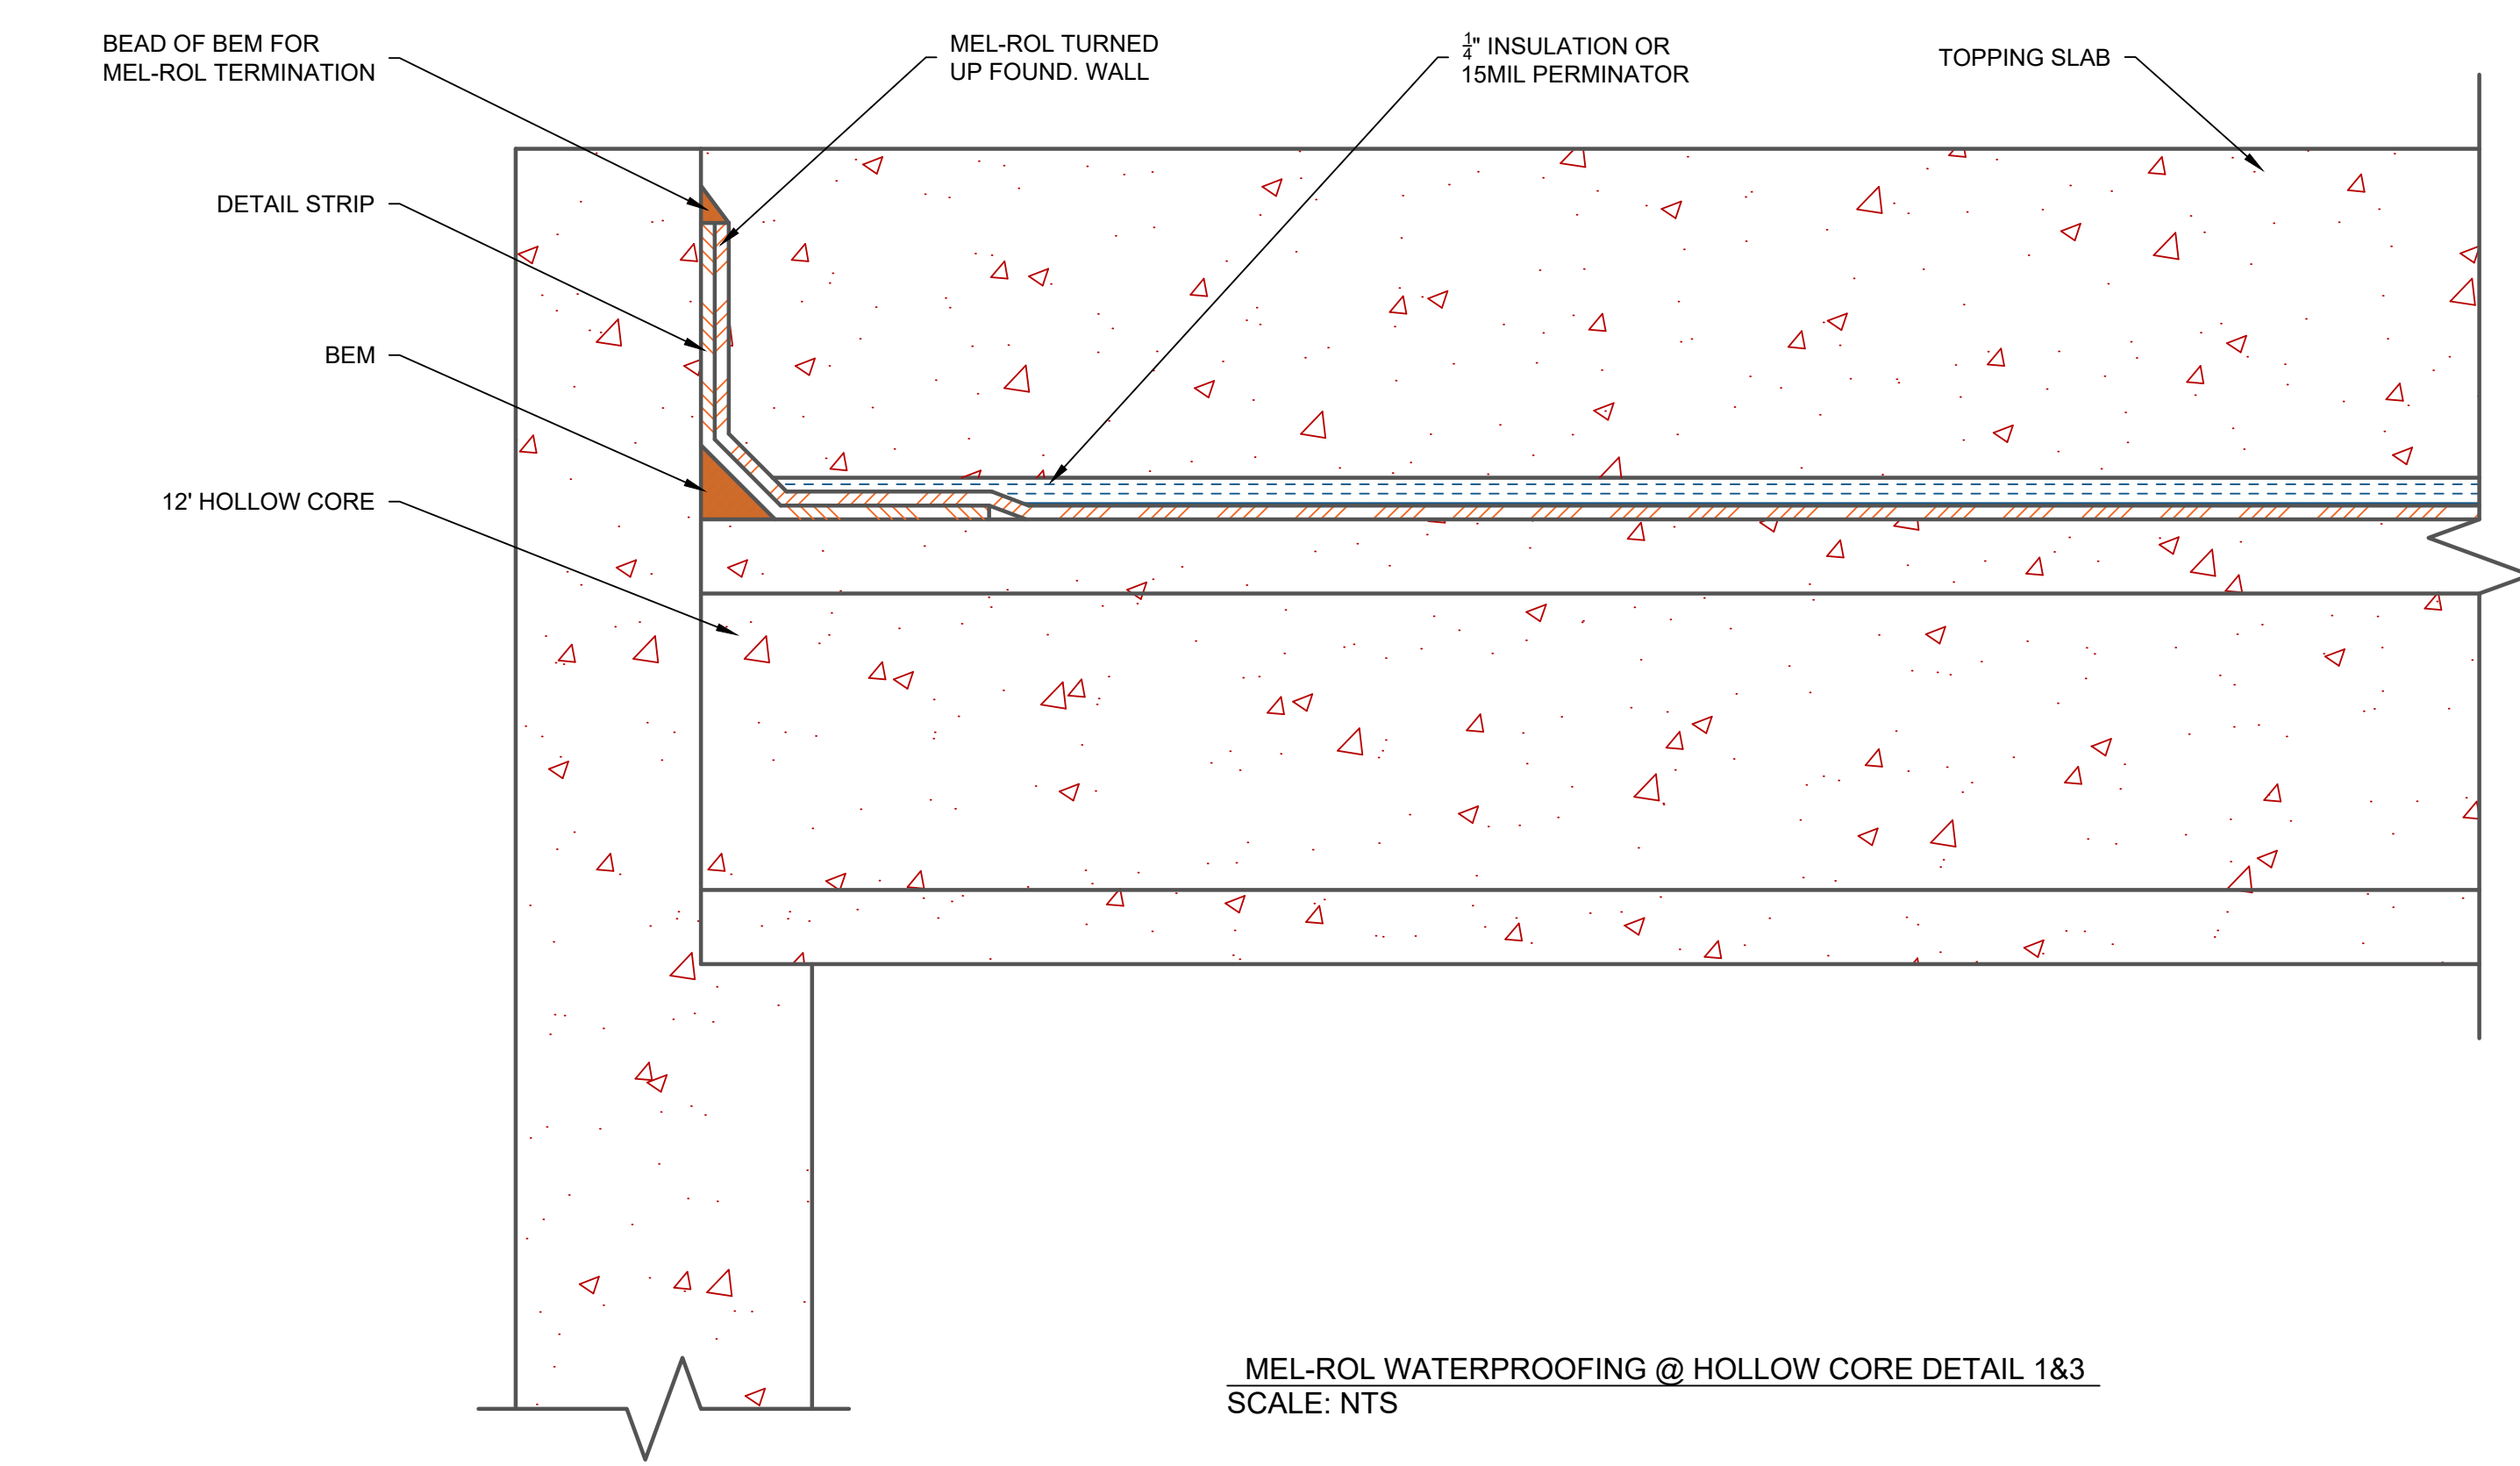 BEAD OF BEM FOR
MEL-ROL TERMINATION
MEL-ROL TURNED
UP FOUND. WALL
1/4" INSULATION OR
15MIL PERMINATOR
TOPPING SLAB
DETAIL STRIP
BEM
12' HOLLOW CORE
MEL-ROL WATERPROOFING @ HOLLOW CORE DETAIL 1&3
SCALE: NTS